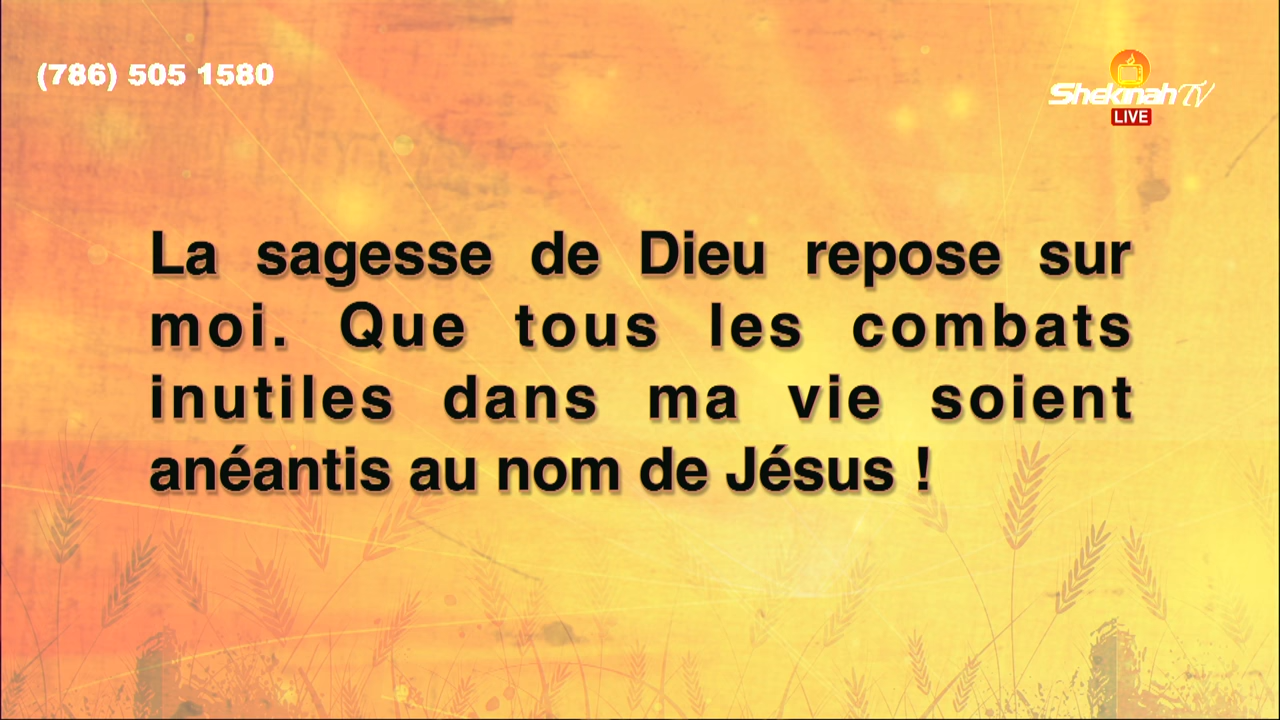 (786) 505 1580
Shekinah TV
LIVE
La sagesse de Dieu repose sur
moi. Que tous les combats
inutiles dans ma vie soient
anéantis au nom de Jésus !